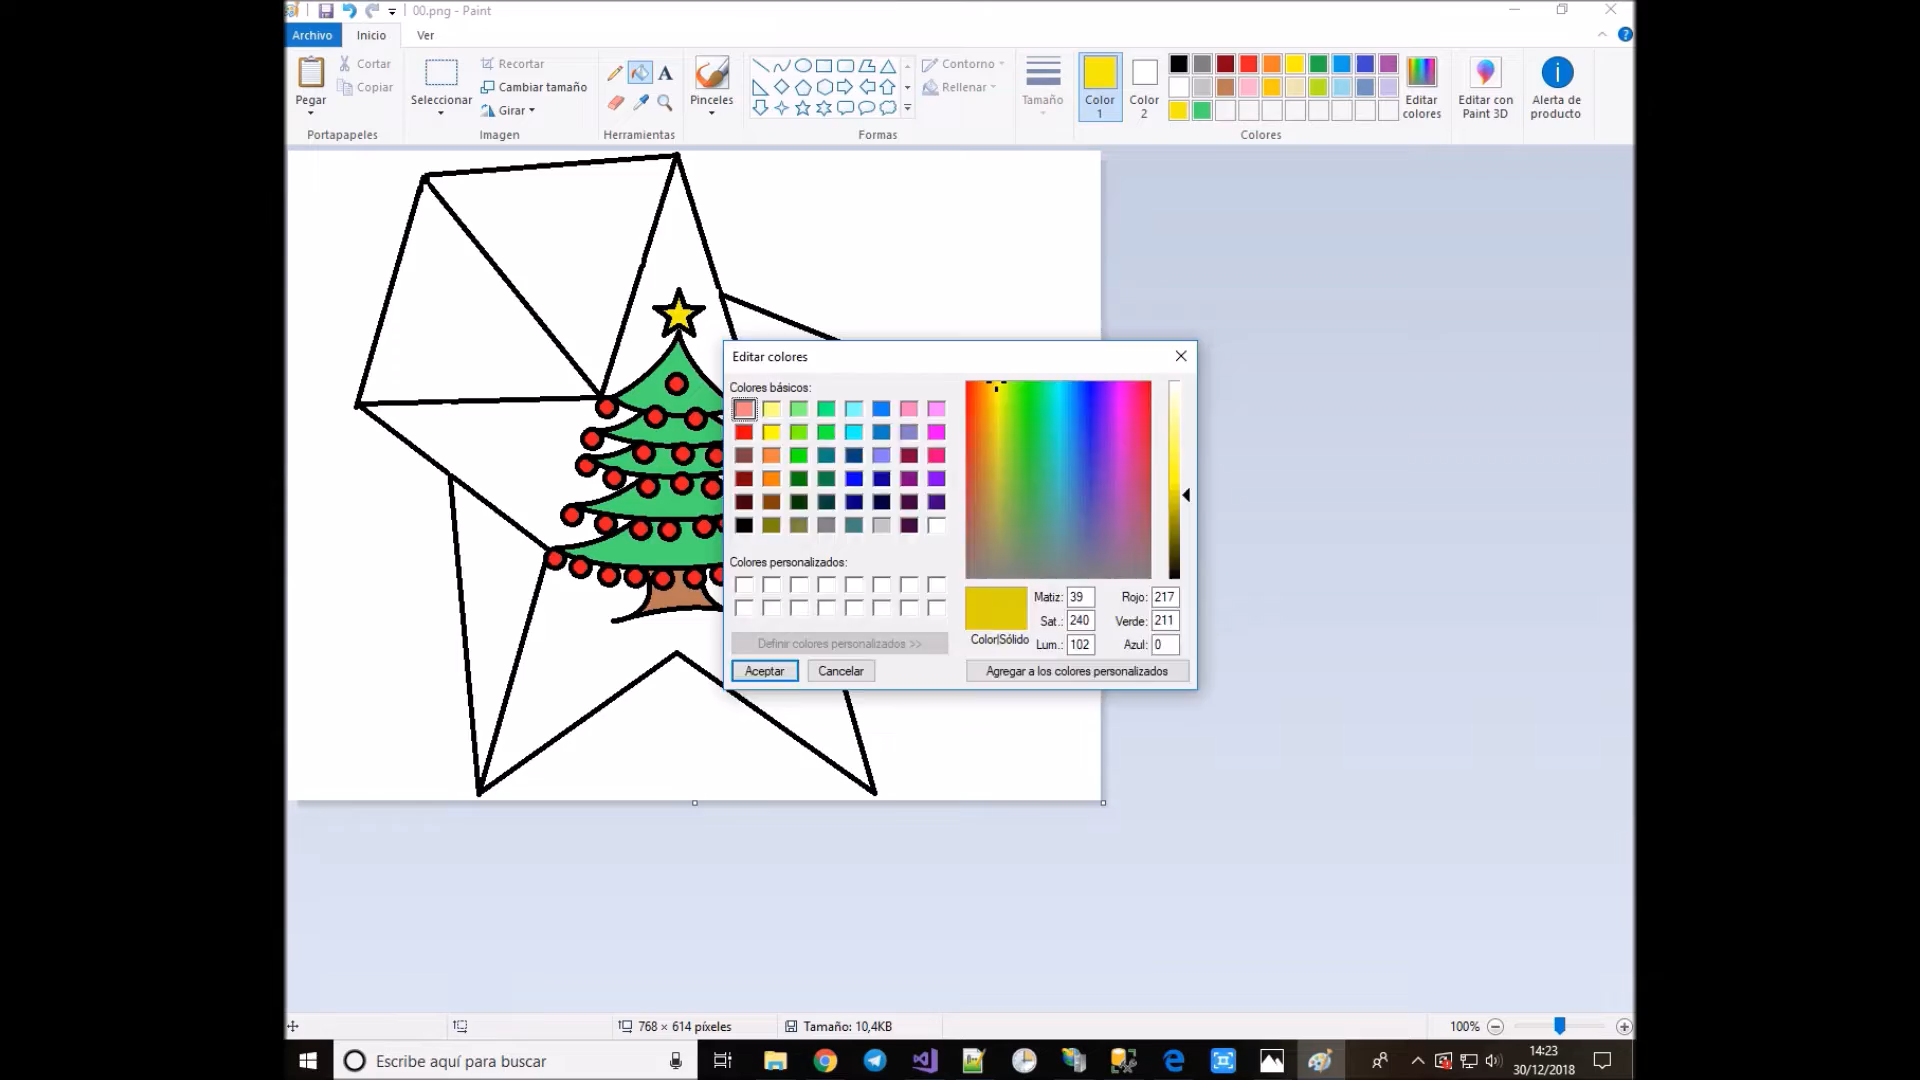 00.png - Paint
Archivo Inicio Ver
Pegar
Cortar
Copiar
Portapapeles
Seleccionar
Recortar
Cambiar tamaño
Girar
Imagen
A
Herramientas
Pinceles
Contorno
Rellenar
Formas
Tamaño
Color 1
Color 2
Editar colores
Colores
Editar con Paint 3D
Alerta de producto
Editar colores
Colores básicos:
Colores personalizados:
Definir colores personalizados >>
Aceptar Cancelar
Color|Sólido
Matiz: 39 Rojo: 217
Sat.: 240 Verde: 211
Lum.: 102 Azul: 0
Agregar a los colores personalizados
768 × 614 píxeles Tamaño: 10,4KB 100%
Escribe aquí para buscar
14:23
30/12/2018